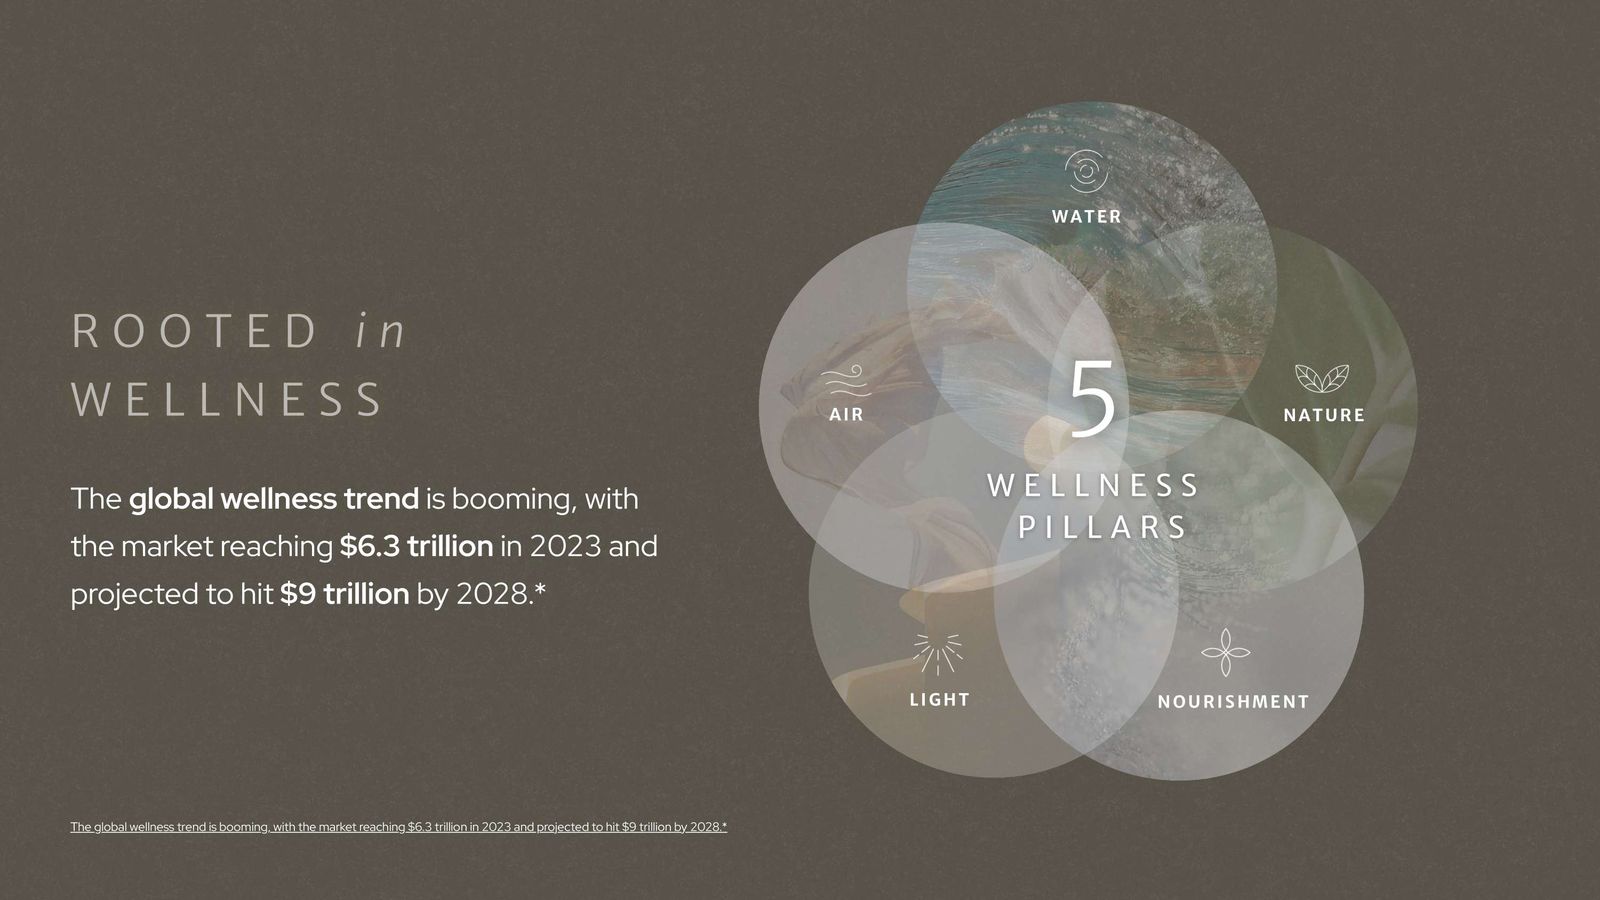 ROOTED in
WELLNESS
The global wellness trend is booming, with
the market reaching $6.3 trillion in 2023 and
projected to hit $9 trillion by 2028.*
The global wellness trend is booming, with the market reaching $6.3 trillion in 2023 and projected to hit $9 trillion by 2028.*
WATER
AIR
NATURE
5
WELLNESS
PILLARS
LIGHT
NOURISHMENT